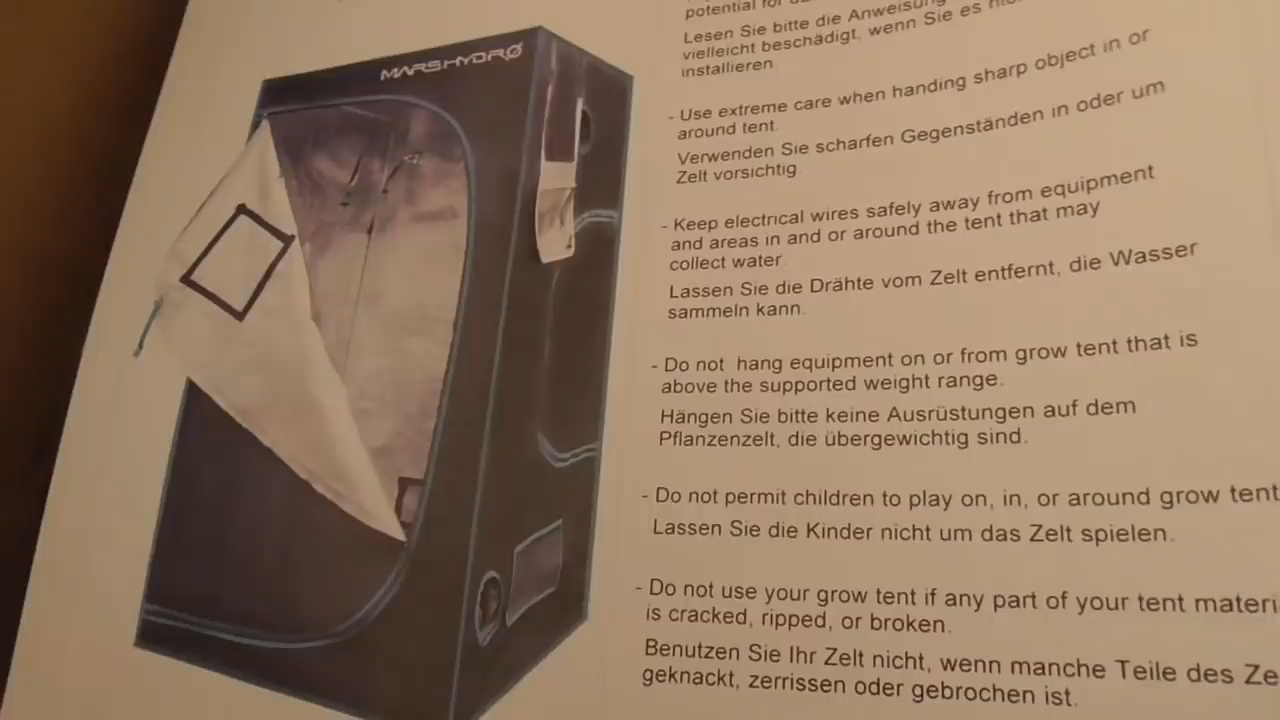 MARSHYDRO
potential for
Lesen Sie bitte die Anweisung
vielleicht beschädigt, wenn Sie es
installieren.
- Use extreme care when handing sharp object in or
around tent.
Verwenden Sie scharfen Gegenständen in oder um
Zelt vorsichtig
- Keep electrical wires safely away from equipment
and areas in and or around the tent that may
collect water
Lassen Sie die Drähte vom Zelt entfernt, die Wasser
sammeln kann.
- Do not hang equipment on or from grow tent that is
above the supported weight range.
Hängen Sie bitte keine Ausrüstungen auf dem
Pflanzenzelt, die übergewichtig sind.
- Do not permit children to play on, in, or around grow tent
Lassen Sie die Kinder nicht um das Zelt spielen.
- Do not use your grow tent if any part of your tent materi
is cracked, ripped, or broken.
Benutzen Sie Ihr Zelt nicht, wenn manche Teile des Ze
geknackt, zerrissen oder gebrochen ist.